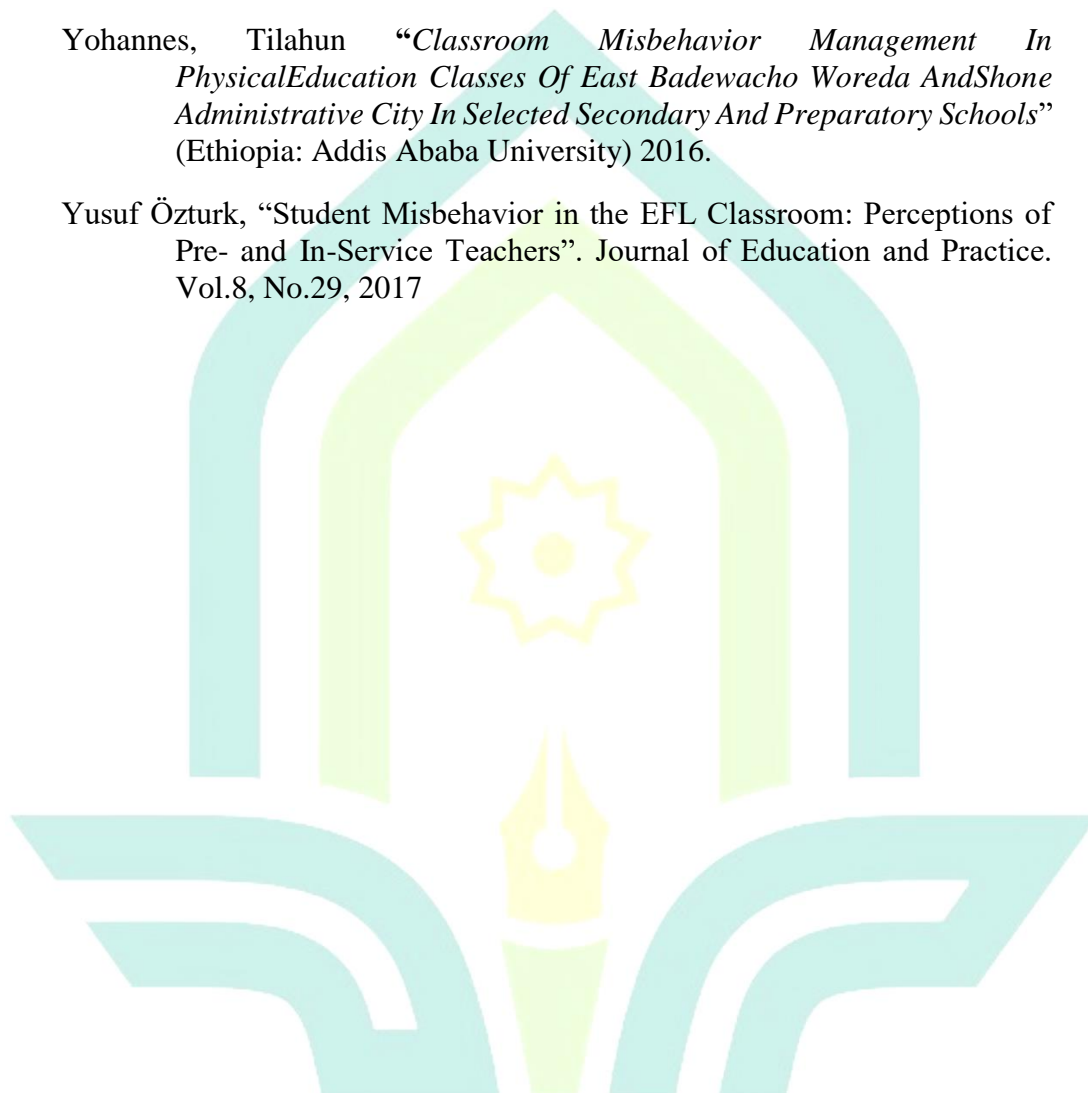 Yohannes, Tilahun “Classroom Misbehavior Management In
PhysicalEducation Classes Of East Badewacho Woreda AndShone
Administrative City In Selected Secondary And Preparatory Schools”
(Ethiopia: Addis Ababa University) 2016.
Yusuf Özturk, “Student Misbehavior in the EFL Classroom: Perceptions of
Pre- and In-Service Teachers”. Journal of Education and Practice.
Vol.8, No.29, 2017